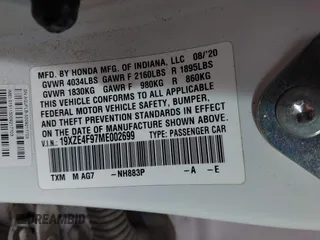 MFD. BY HONDA MFG. OF INDIANA, LLC 08/'20
GVWR 4034LBS GAWR F 2160LBS R 1895LBS
GVWR 1830KG GAWR F 980KG R 860KG
THIS VEHICLE CONFORMS TO ALL APPLICABLE
FEDERAL MOTOR VEHICLE SAFETY, BUMPER,
AND THEFT PREVENTION STANDARDS IN EFFECT
ON THE DATE OF MANUFACTURE SHOWN ABOVE.
V.I.N. 19XZE4F97ME002699 TYPE: PASSENGER CAR
TXM M AG7 -NH883P -A -E
DREAMBID